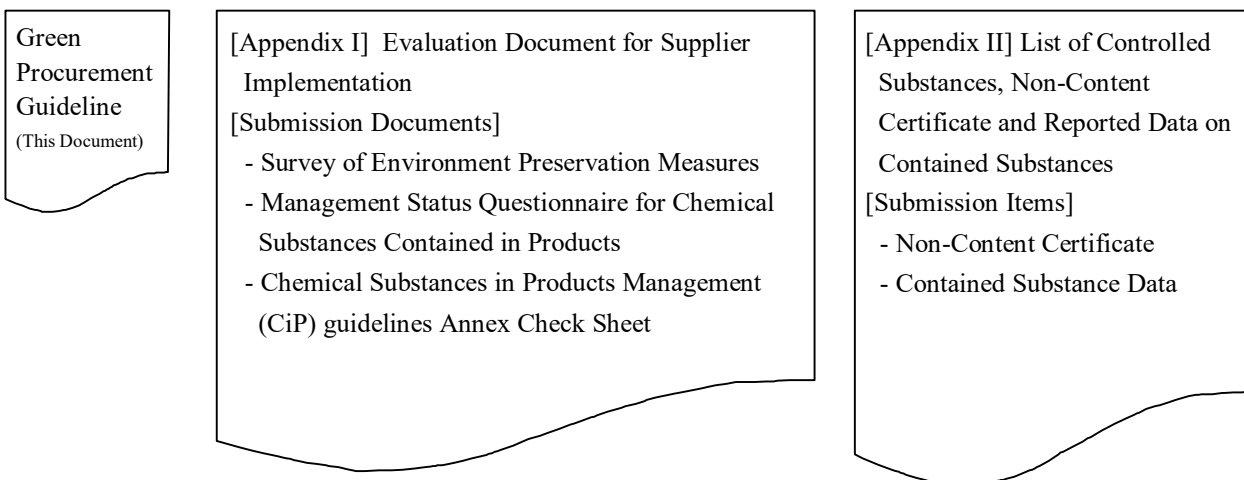 Green
Procurement
Guideline
(This Document)
[Appendix I] Evaluation Document for Supplier
Implementation
[Submission Documents]
- Survey of Environment Preservation Measures
- Management Status Questionnaire for Chemical
Substances Contained in Products
- Chemical Substances in Products Management
(CiP) guidelines Annex Check Sheet
[Appendix II] List of Controlled
Substances, Non-Content
Certificate and Reported Data on
Contained Substances
[Submission Items]
- Non-Content Certificate
- Contained Substance Data